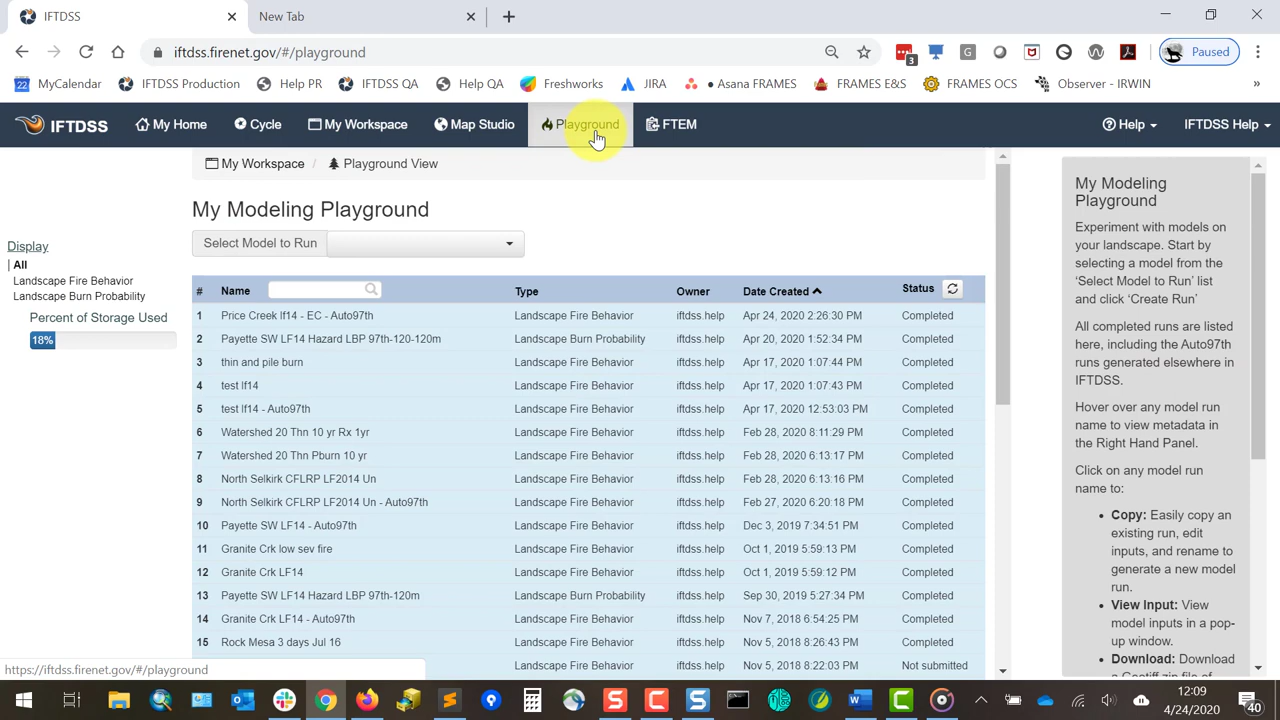 IFTDSS
New Tab
iftdss.firenet.gov/#/playground
3
G
Paused
22 MyCalendar
IFTDSS Production
Help PR
IFTDSS QA
Help QA
Freshworks
JIRA
● Asana FRAMES
FRAMES E&S
FRAMES OCS
Observer - IRWIN
»
IFTDSS
My Home
Cycle
My Workspace
Map Studio
Playground
FTEM
Help
IFTDSS Help
My Workspace / Playground View
My Modeling Playground
Select Model to Run
Display
All
Landscape Fire Behavior
Landscape Burn Probability
Percent of Storage Used
18%
# Name Type Owner Date Created Status
1 Price Creek lf14 - EC - Auto97th Landscape Fire Behavior iftdss.help Apr 24, 2020 2:26:30 PM Completed
2 Payette SW LF14 Hazard LBP 97th-120-120m Landscape Burn Probability iftdss.help Apr 20, 2020 1:52:34 PM Completed
3 thin and pile burn Landscape Fire Behavior iftdss.help Apr 17, 2020 1:07:44 PM Completed
4 test lf14 Landscape Fire Behavior iftdss.help Apr 17, 2020 1:07:43 PM Completed
5 test lf14 - Auto97th Landscape Fire Behavior iftdss.help Apr 17, 2020 12:53:03 PM Completed
6 Watershed 20 Thn 10 yr Rx 1yr Landscape Fire Behavior iftdss.help Feb 28, 2020 8:11:29 PM Completed
7 Watershed 20 Thn Pburn 10 yr Landscape Fire Behavior iftdss.help Feb 28, 2020 6:13:17 PM Completed
8 North Selkirk CFLRP LF2014 Un Landscape Fire Behavior iftdss.help Feb 28, 2020 6:13:16 PM Completed
9 North Selkirk CFLRP LF2014 Un - Auto97th Landscape Fire Behavior iftdss.help Feb 27, 2020 6:20:18 PM Completed
10 Payette SW LF14 - Auto97th Landscape Fire Behavior iftdss.help Dec 3, 2019 7:34:51 PM Completed
11 Granite Crk low sev fire Landscape Fire Behavior iftdss.help Oct 1, 2019 5:59:13 PM Completed
12 Granite Crk LF14 Landscape Fire Behavior iftdss.help Oct 1, 2019 5:59:12 PM Completed
13 Payette SW LF14 Hazard LBP 97th-120m Landscape Burn Probability iftdss.help Sep 30, 2019 5:27:34 PM Completed
14 Granite Crk LF14 - Auto97th Landscape Fire Behavior iftdss.help Nov 7, 2018 6:54:25 PM Completed
15 Rock Mesa 3 days Jul 16 Landscape Fire Behavior iftdss.help Nov 5, 2018 8:26:43 PM Completed
Landscape Fire Behavior iftdss.help Nov 5, 2018 8:22:03 PM Not submitted
My Modeling
Playground
Experiment with models on
your landscape. Start by
selecting a model from the
'Select Model to Run' list
and click 'Create Run'
All completed runs are listed
here, including the Auto97th
runs generated elsewhere in
IFTDSS.
Hover over any model run
name to view metadata in
the Right Hand Panel.
Click on any model run
name to:
• Copy: Easily copy an
existing run, edit
inputs, and rename to
generate a new model
run.
• View Input: View
model inputs in a pop-
up window.
• Download: Download
a Geotiff zip file of
https://iftdss.firenet.gov/#/playground
12:09
4/24/2020
40